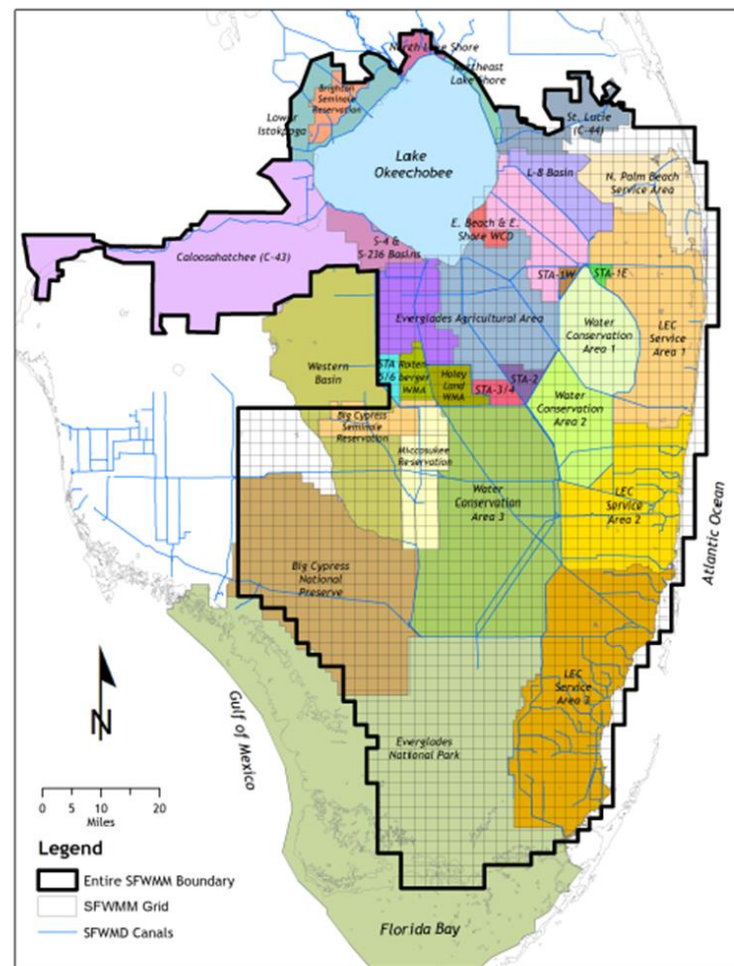 North Lake Shore
Northeast
Lake Shore
Brighton
Seminole
Reservation
Lower
Istokpoga
St. Lucie
(C-44)
Lake
Okeechobee
L-8 Basin
N. Palm Beach
Service Area
E. Beach & E.
Shore WCD
S-4 &
S-236 Basins
Caloosahatchee (C-43)
STA-1W
STA-1E
Everglades Agricultural Area
Water
Conservation
Area 1
LEC
Service
Area 1
Western
Basin
STA
5/6
Roten
berger
WMA
Holey
Land
WMA
STA-3/4
STA-2
Water
Conservation
Area 2
Big Cypress
Seminole
Reservation
Miccosukee
Reservation
Water
Conservation
Area 3
LEC
Service
Area 2
Atlantic Ocean
Big Cypress
National
Preserve
LEC
Service
Area 3
Gulf of Mexico
Everglades
National Park
N
0 5 10 20
Miles
Legend
Entire SFWMM Boundary
SFWMM Grid
SFWMD Canals
Florida Bay